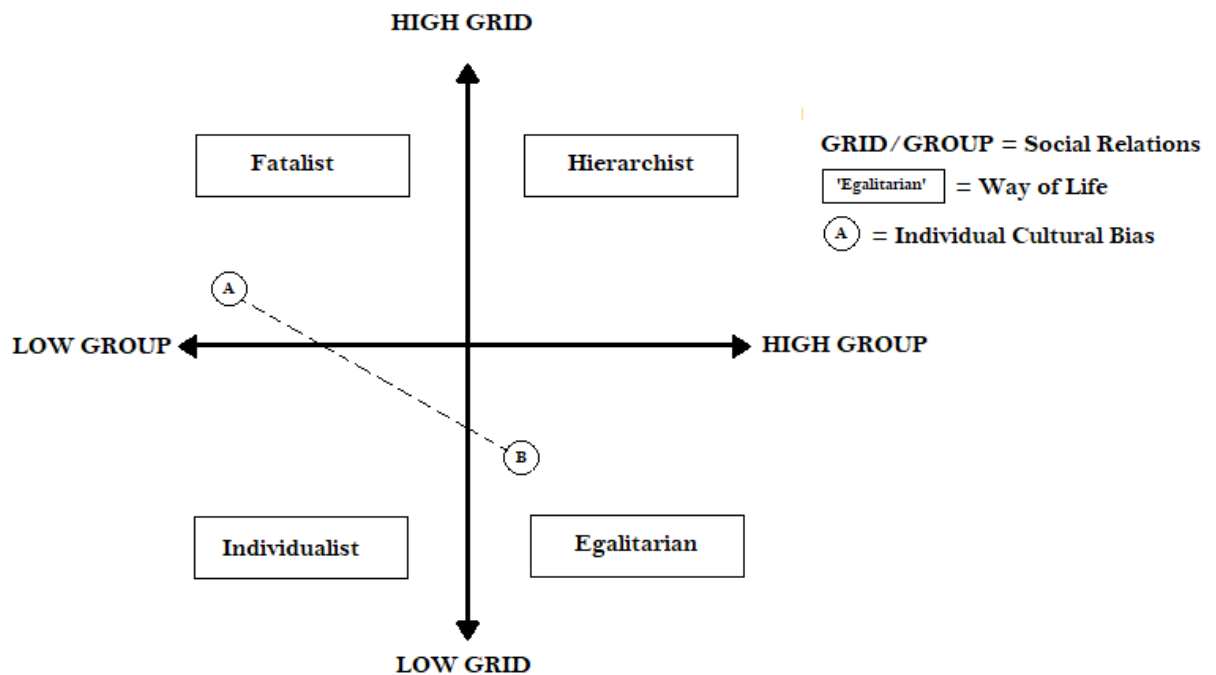 HIGH GRID
Fatalist
Hierarchist
GRID/GROUP = Social Relations
'Egalitarian' = Way of Life
A = Individual Cultural Bias
A
LOW GROUP
HIGH GROUP
B
Individualist
Egalitarian
LOW GRID